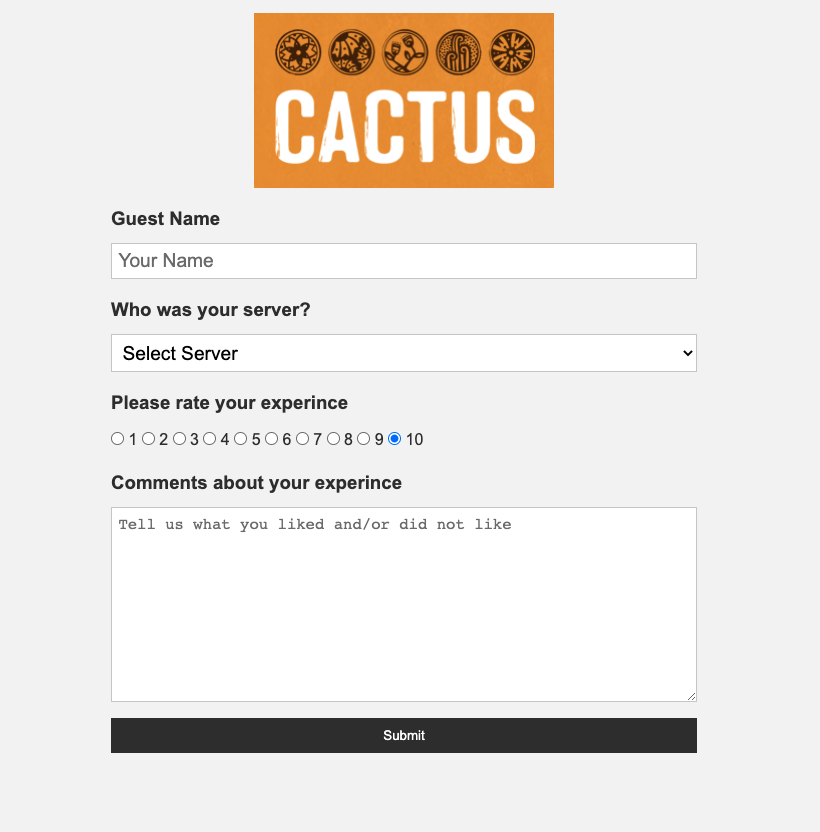 CACTUS
Guest Name
Your Name
Who was your server?
Select Server
Please rate your experince
1 2 3 4 5 6 7 8 9 10
Comments about your experince
Tell us what you liked and/or did not like
Submit